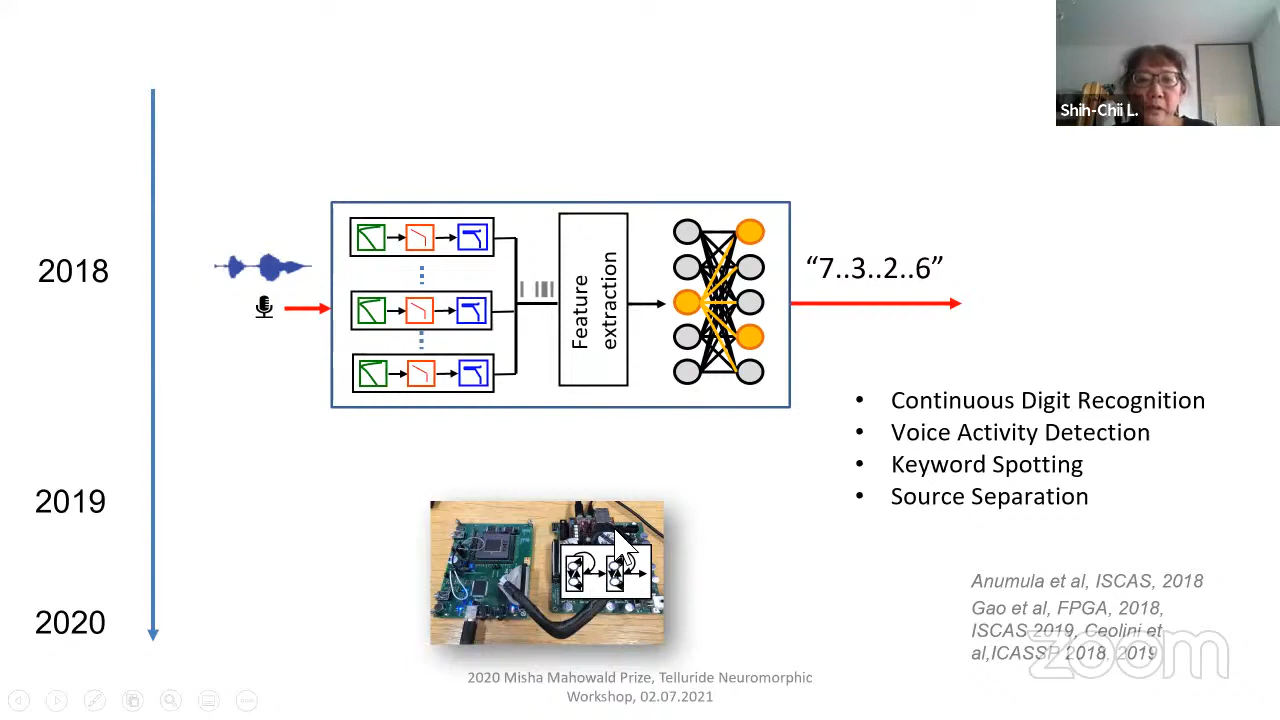 Shih-Chii L.
2018
Feature
extraction
“7..3..2..6”
• Continuous Digit Recognition
• Voice Activity Detection
• Keyword Spotting
• Source Separation
2019
2020
Anumula et al, ISCAS, 2018
Gao et al, FPGA, 2018,
ISCAS 2019, Ceolini et
al,ICASSP 2018, 2019
zoom
2020 Misha Mahowald Prize, Telluride Neuromorphic
Workshop, 02.07.2021